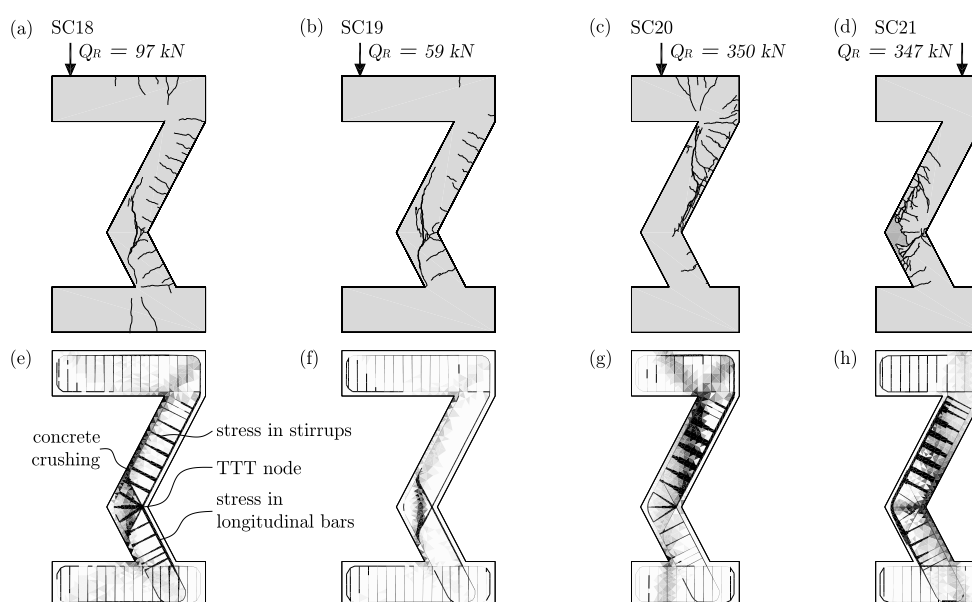 (a) SC18
Q_R = 97 kN
(b) SC19
Q_R = 59 kN
(c) SC20
Q_R = 350 kN
(d) SC21
Q_R = 347 kN
(e)
(f)
(g)
(h)
concrete
crushing
stress in stirrups
TTT node
stress in
longitudinal bars